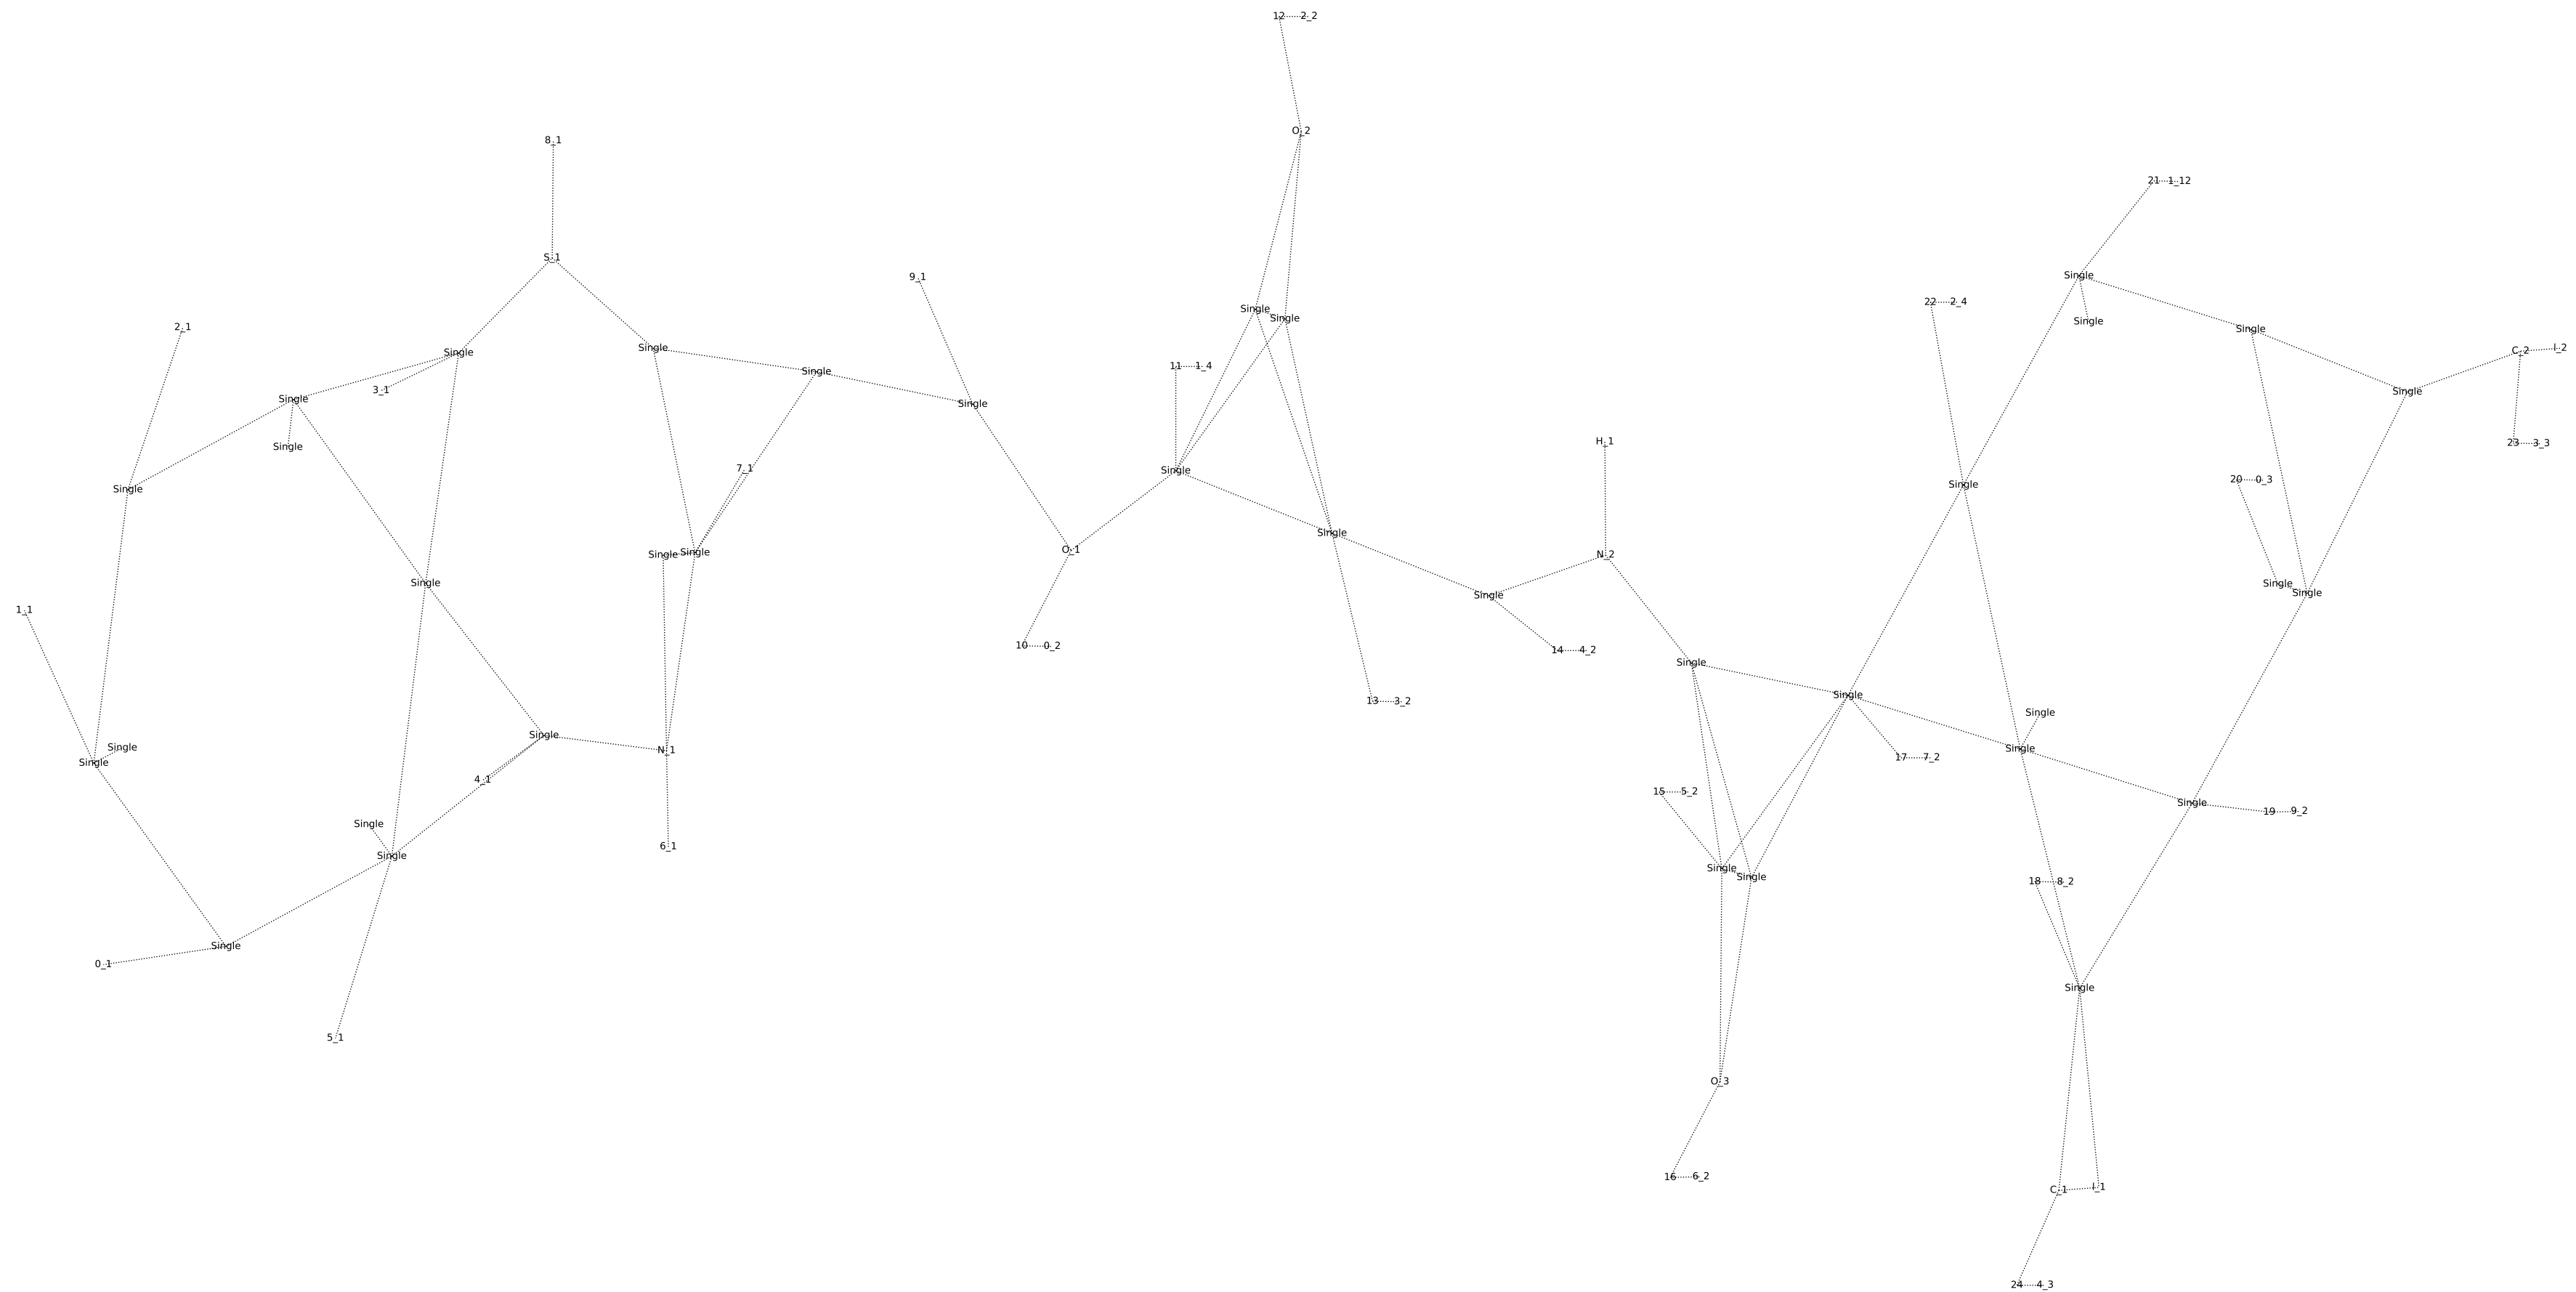 12 2_2
O_2
8_1
21 1_12
S_1
9_1
Single
22 2_4
Single
Single
Single
2_1
Single
Single
Single
C_2 I_2
Single
11 1_4
Single
3_1
Single
Single
Single
H_1
23 3_3
Single
7_1
Single
20 0_3
Single
Single
Single
O_1
Single Single
N_2
Single
Single
Single
Single
1_1
10 0_2
14 4_2
Single
Single
13 3_2
Single
Single
Single
N_1
Single
17 7_2
Single
4_1
15 5_2
Single
19 9_2
Single
6_1
Single
Single
Single
18 8_2
Single
0_1
Single
5_1
O_3
16 6_2
C_1 I_1
24 4_3